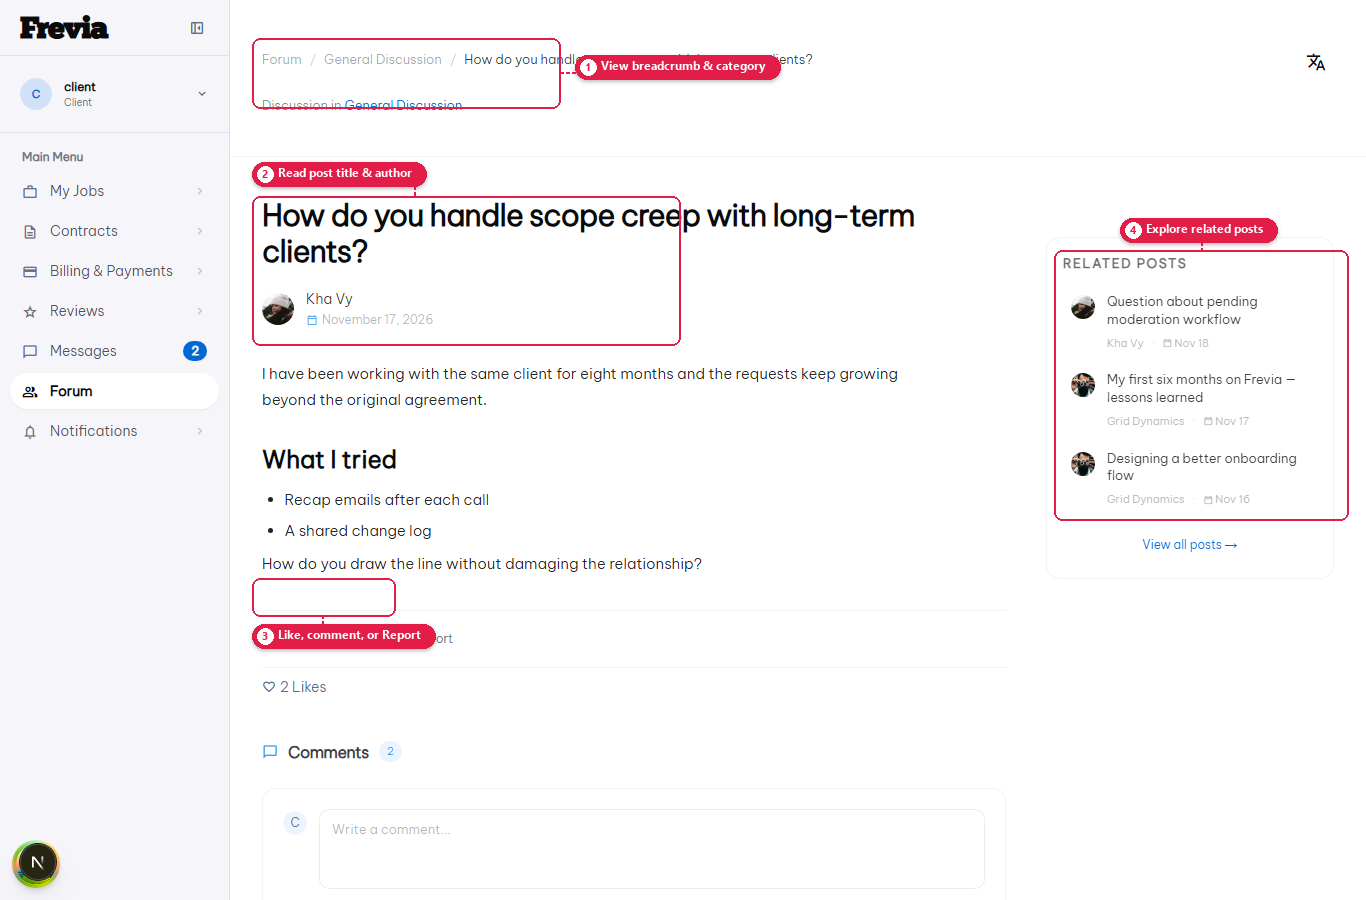 Frevia
C
client
Client
Main Menu
My Jobs
Contracts
Billing & Payments
Reviews
Messages
2
Forum
Notifications
N
Forum / General Discussion / How do you handle
ents?
1 View breadcrumb & category
Discussion in General Discussion
2 Read post title & author
How do you handle scope creep with long-term
clients?
Kha Vy
November 17, 2026
I have been working with the same client for eight months and the requests keep growing
beyond the original agreement.
What I tried
• Recap emails after each call
• A shared change log
How do you draw the line without damaging the relationship?
3 Like, comment, or Report
ort
2 Likes
Comments 2
C
Write a comment...
4 Explore related posts
RELATED POSTS
Question about pending
moderation workflow
Kha Vy · Nov 18
My first six months on Frevia —
lessons learned
Grid Dynamics · Nov 17
Designing a better onboarding
flow
Grid Dynamics · Nov 16
View all posts →